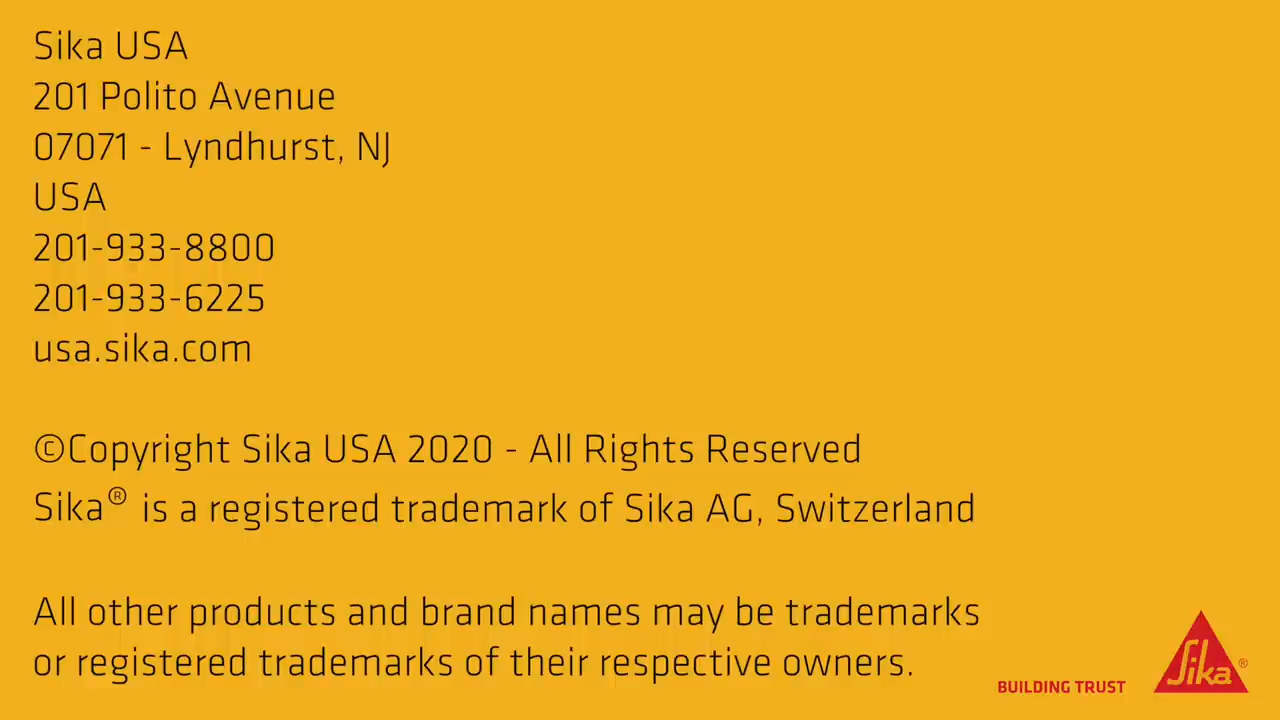 Sika USA
201 Polito Avenue
07071 - Lyndhurst, NJ
USA
201-933-8800
201-933-6225
usa.sika.com
©Copyright Sika USA 2020 - All Rights Reserved
Sika® is a registered trademark of Sika AG, Switzerland
All other products and brand names may be trademarks
or registered trademarks of their respective owners.
BUILDING TRUST
Sika®